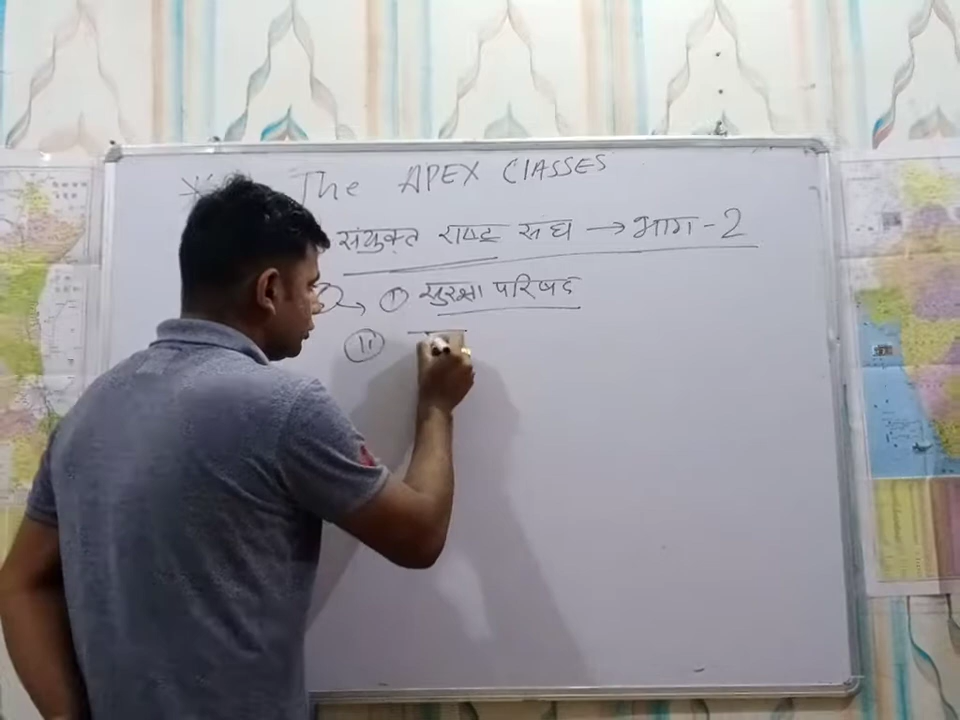 The APEX CLASSES
संयुक्त राष्ट्र संघ → भाग-2
① सुरक्षा परिषद
ii